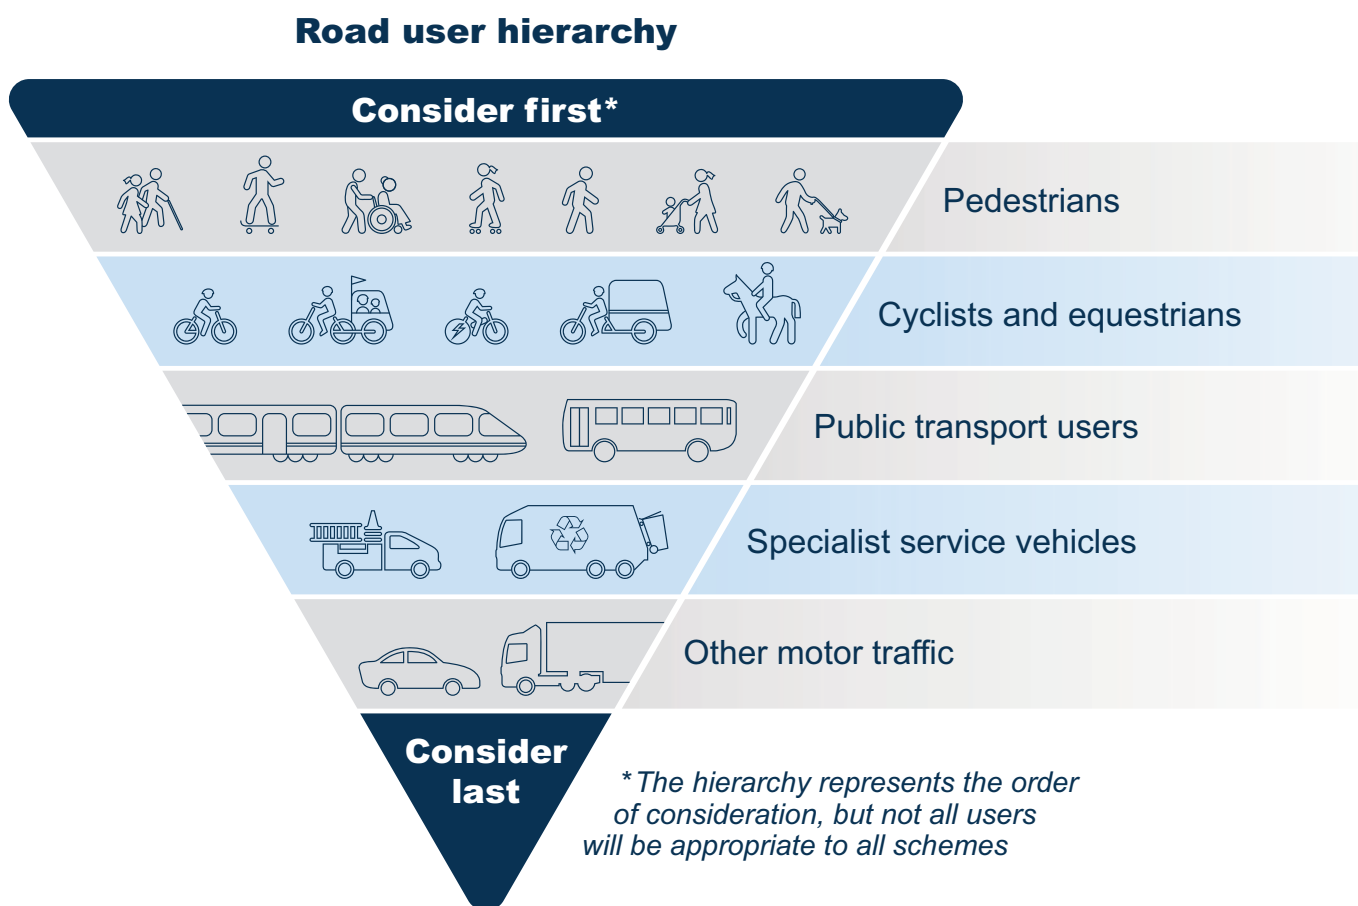 Road user hierarchy
Consider first*
Pedestrians
Cyclists and equestrians
Public transport users
Specialist service vehicles
Other motor traffic
Consider
last
*The hierarchy represents the order
of consideration, but not all users
will be appropriate to all schemes